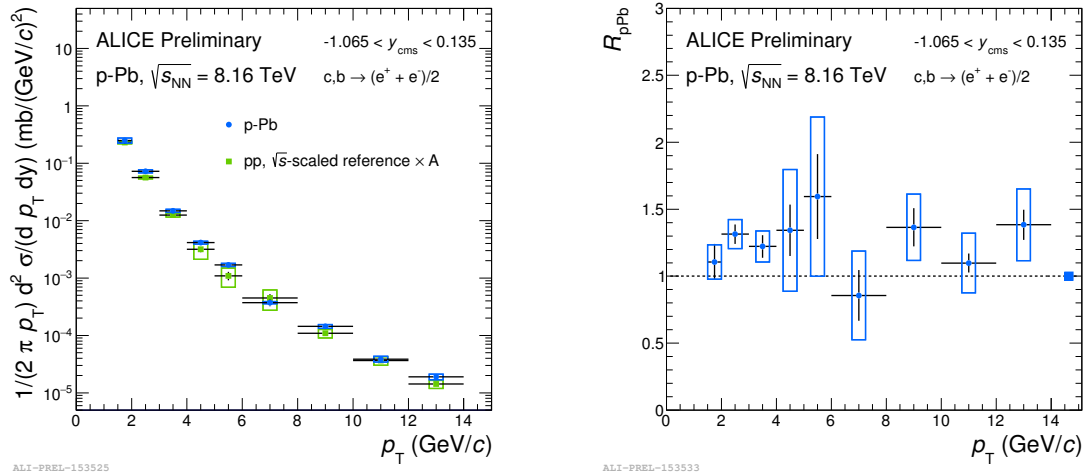 ALICE Preliminary
-1.065 < y_cms < 0.135
p-Pb, √s_NN = 8.16 TeV
c,b → (e⁺ + e⁻)/2
p-Pb
pp, √s-scaled reference × A
1/(2 π p_T) d² σ/(d p_T dy) (mb/(GeV/c)²)
10
1
10⁻¹
10⁻²
10⁻³
10⁻⁴
10⁻⁵
0 2 4 6 8 10 12 14
p_T (GeV/c)
ALI-PREL-153525
R_pPb
ALICE Preliminary
-1.065 < y_cms < 0.135
p-Pb, √s_NN = 8.16 TeV
c,b → (e⁺ + e⁻)/2
3
2.5
2
1.5
1
0.5
0
0 2 4 6 8 10 12 14
p_T (GeV/c)
ALI-PREL-153533